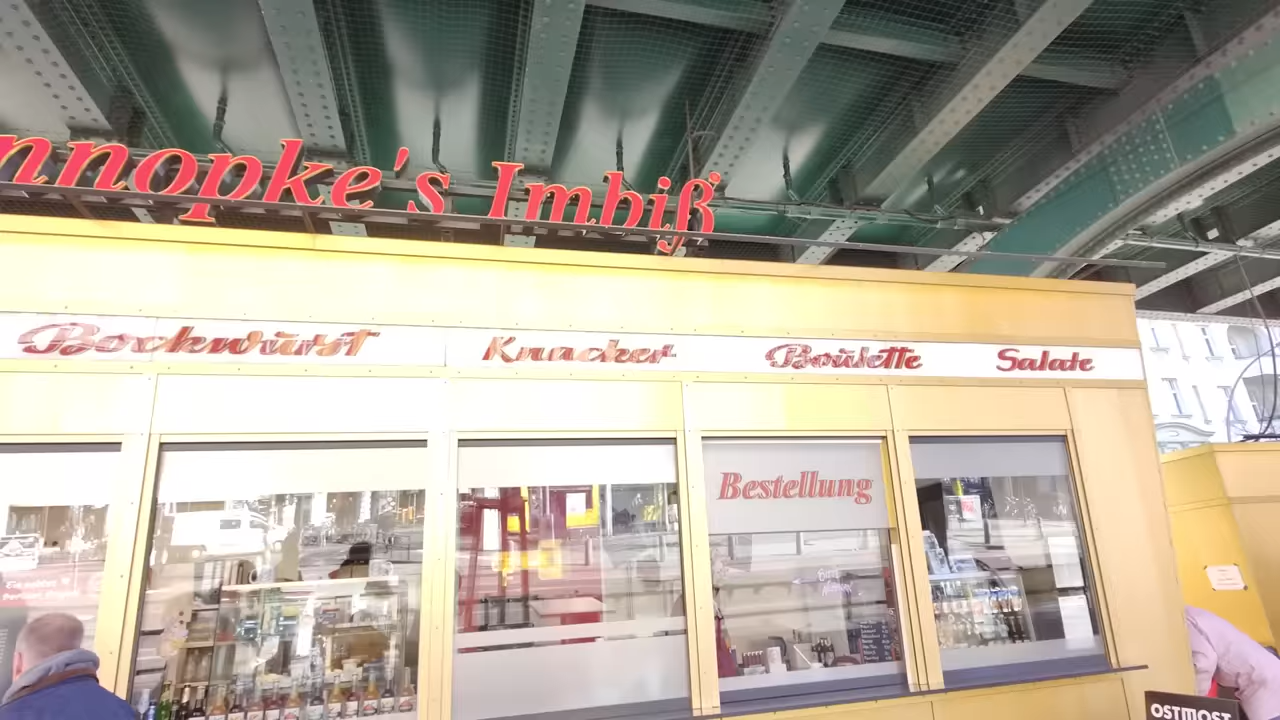 nnopke's Imbiß
Bockwurst
Knacker
Boulette
Salate
Bestellung
OSTMOST